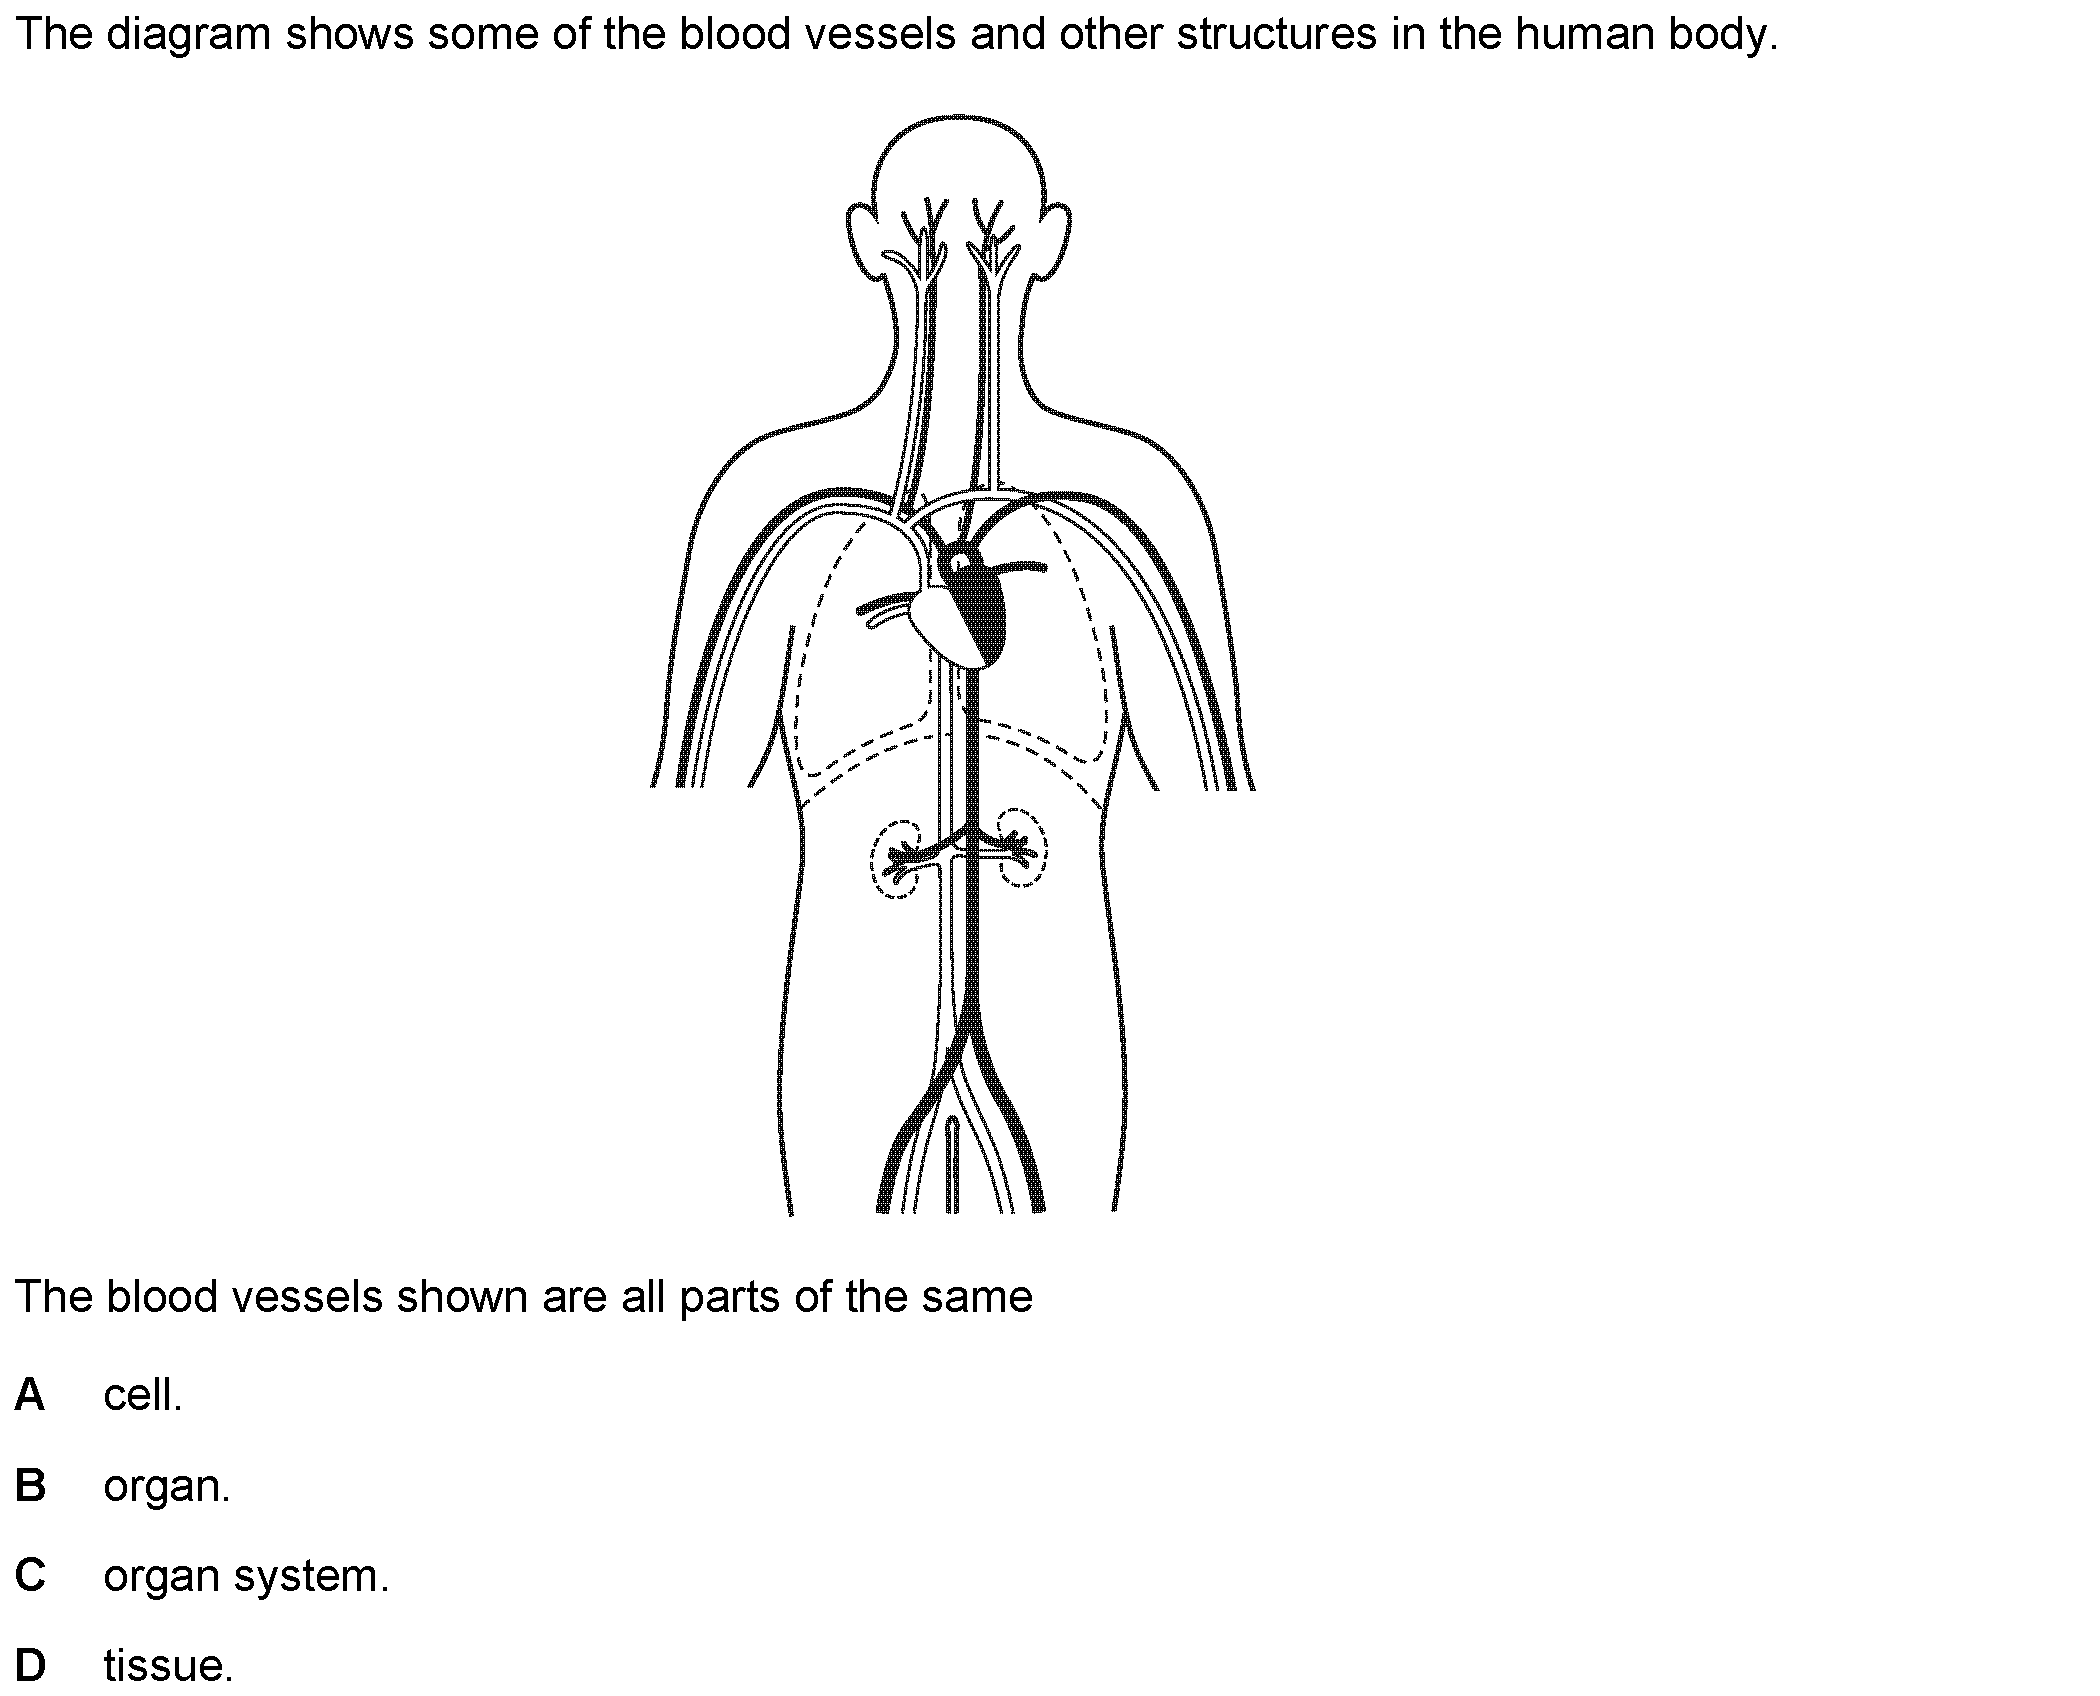 The diagram shows some of the blood vessels and other structures in the human body.
The blood vessels shown are all parts of the same
A cell.
B organ.
C organ system.
D tissue.